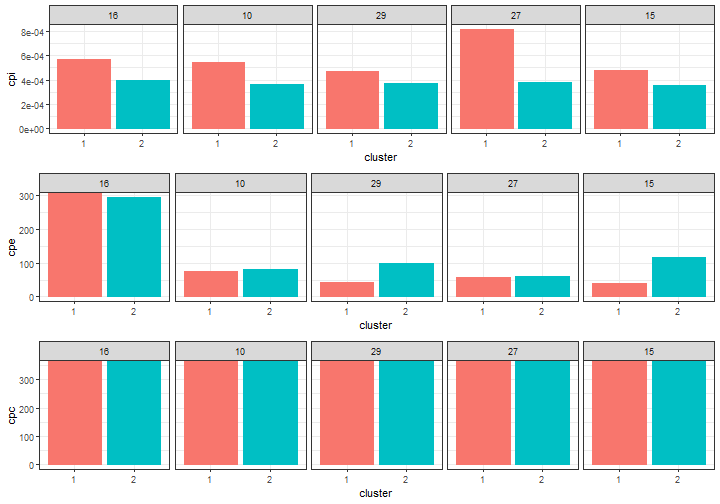 16 10 29 27 15
8e-04
6e-04
4e-04
2e-04
0e+00
cpi
1 2 1 2 1 2 1 2 1 2
cluster
16 10 29 27 15
300
200
100
0
cpe
1 2 1 2 1 2 1 2 1 2
cluster
16 10 29 27 15
300
200
100
0
cpc
1 2 1 2 1 2 1 2 1 2
cluster